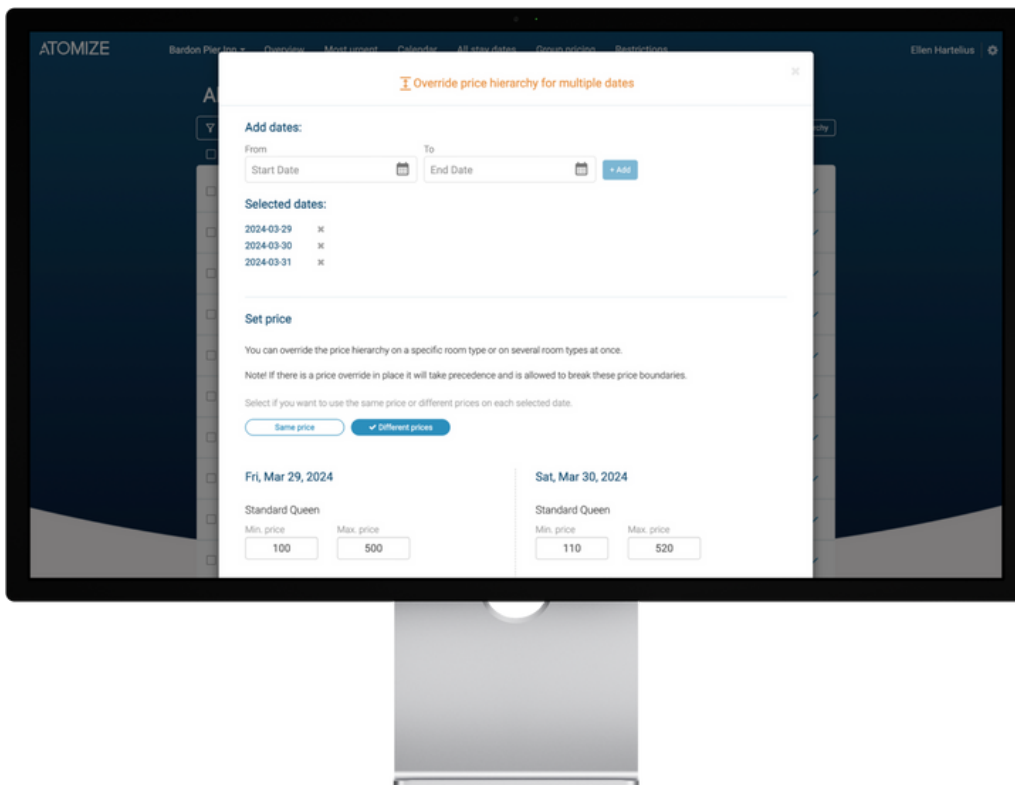 ATOMIZE Bardon Pier Inn Overview Most urgent Calendar All stay dates Group pricing Restrictions Ellen Hartelius
Override price hierarchy for multiple dates
Add dates:
From To
Start Date End Date + Add
Selected dates:
2024-03-29
2024-03-30
2024-03-31
Set price
You can override the price hierarchy on a specific room type or on several room types at once.
Note! If there is a price override in place it will take precedence and is allowed to break these price boundaries.
Select if you want to use the same price or different prices on each selected date.
Same price Different prices
Fri, Mar 29, 2024 Sat, Mar 30, 2024
Standard Queen Standard Queen
Min. price Max. price Min. price Max. price
100 500 110 520